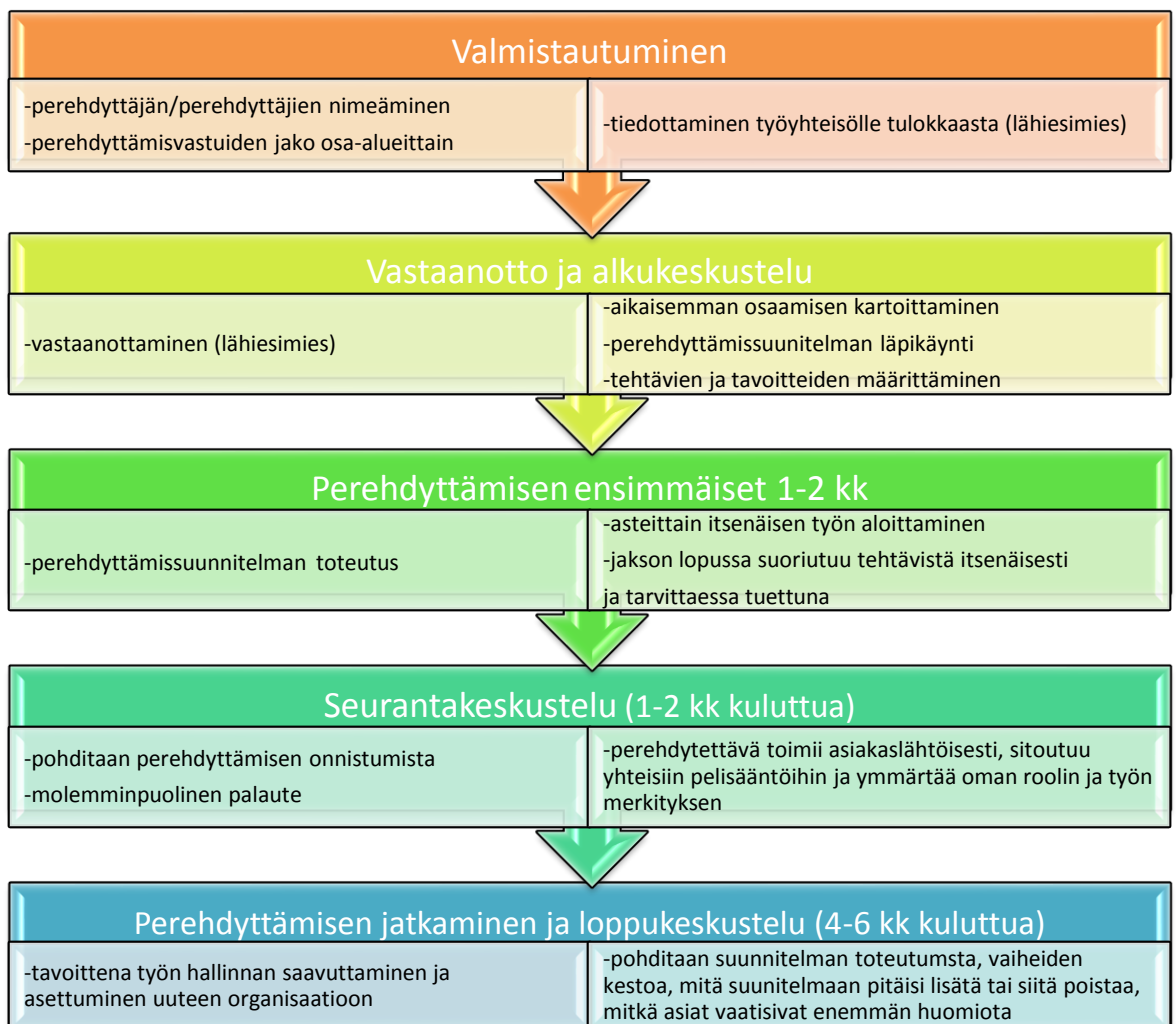 Valmistautuminen
-perehdyttäjän/perehdyttäjien nimeäminen
-perehdyttämisvastuiden jako osa-alueittain
-tiedottaminen työyhteisölle tulokkaasta (lähiesimies)
Vastaanotto ja alkukeskustelu
-vastaanottaminen (lähiesimies)
-aikaisemman osaamisen kartoittaminen
-perehdyttämissuunitelman läpikäynti
-tehtävien ja tavoitteiden määrittäminen
Perehdyttämisen ensimmäiset 1-2 kk
-perehdyttämissuunnitelman toteutus
-asteittain itsenäisen työn aloittaminen
-jakson lopussa suoriutuu tehtävistä itsenäisesti
ja tarvittaessa tuettuna
Seurantakeskustelu (1-2 kk kuluttua)
-pohditaan perehdyttämisen onnistumista
-molemminpuolinen palaute
-perehdytettävä toimii asiakaslähtöisesti, sitoutuu
yhteisiin pelisääntöihin ja ymmärtää oman roolin ja työn
merkityksen
Perehdyttämisen jatkaminen ja loppukeskustelu (4-6 kk kuluttua)
-tavoittena työn hallinnan saavuttaminen ja
asettuminen uuteen organisaatioon
-pohditaan suunnitelman toteutumsta, vaiheiden
kestoa, mitä suunitelmaan pitäisi lisätä tai siitä poistaa,
mitkä asiat vaatisivat enemmän huomiota